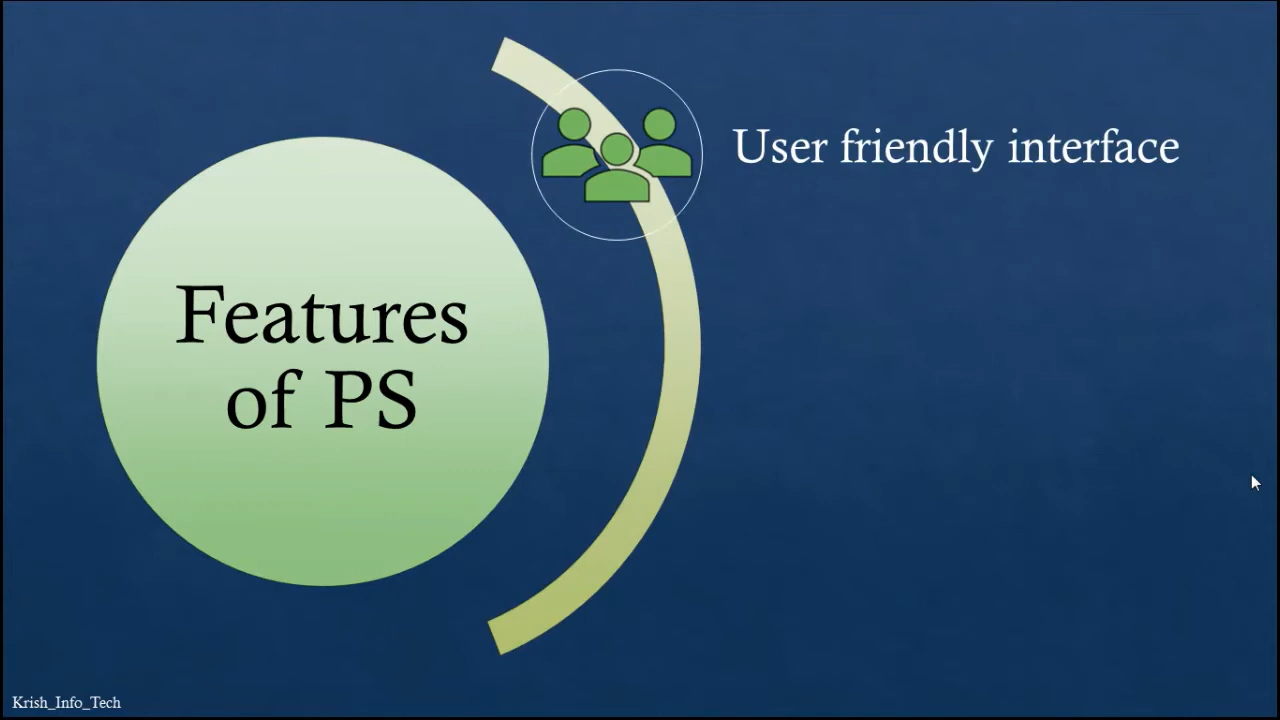 Features
of PS
User friendly interface
Krish_Info_Tech